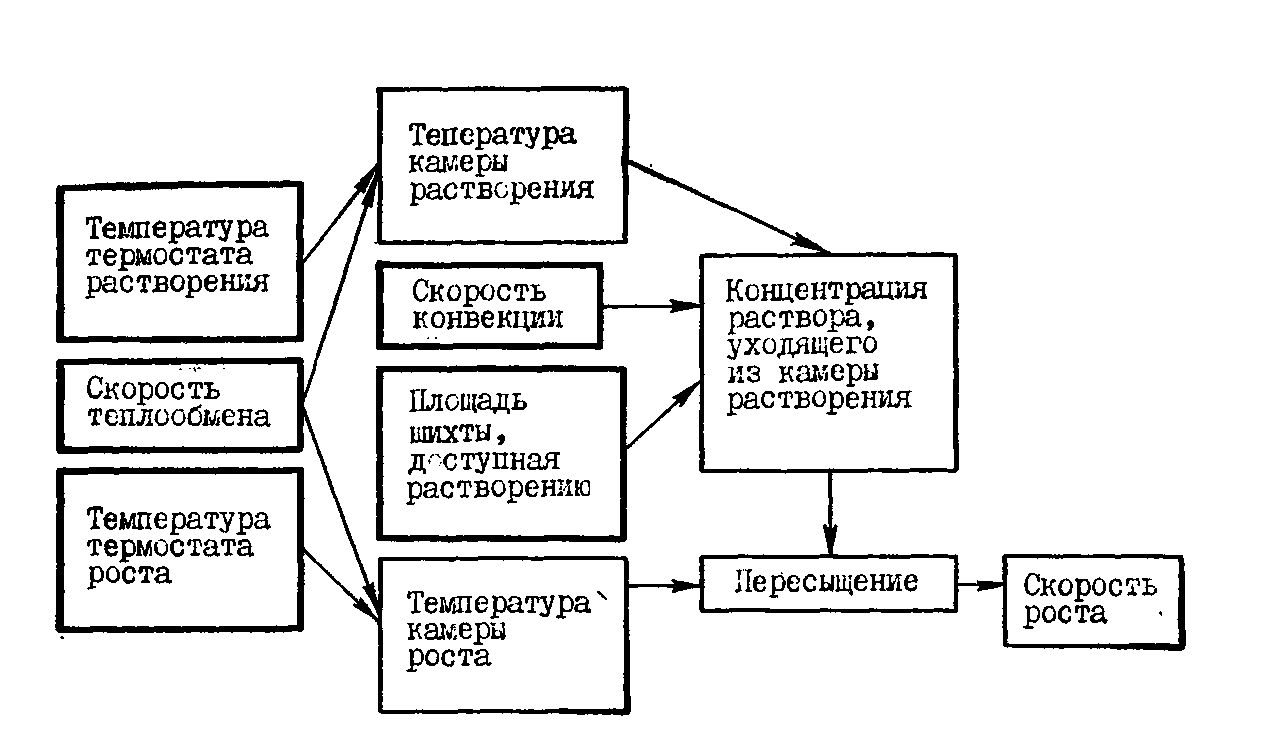 Температура
термостата
растворения
Скорость
теплообмена
Температура
термостата
роста
Тепература
камеры
растворения
Скорость
конвекции
Площадь
шихты,
доступная
растворению
Температура
камеры
роста
Концентрация
раствора,
уходящего
из камеры
растворения
Пересыщение
Скорость
роста